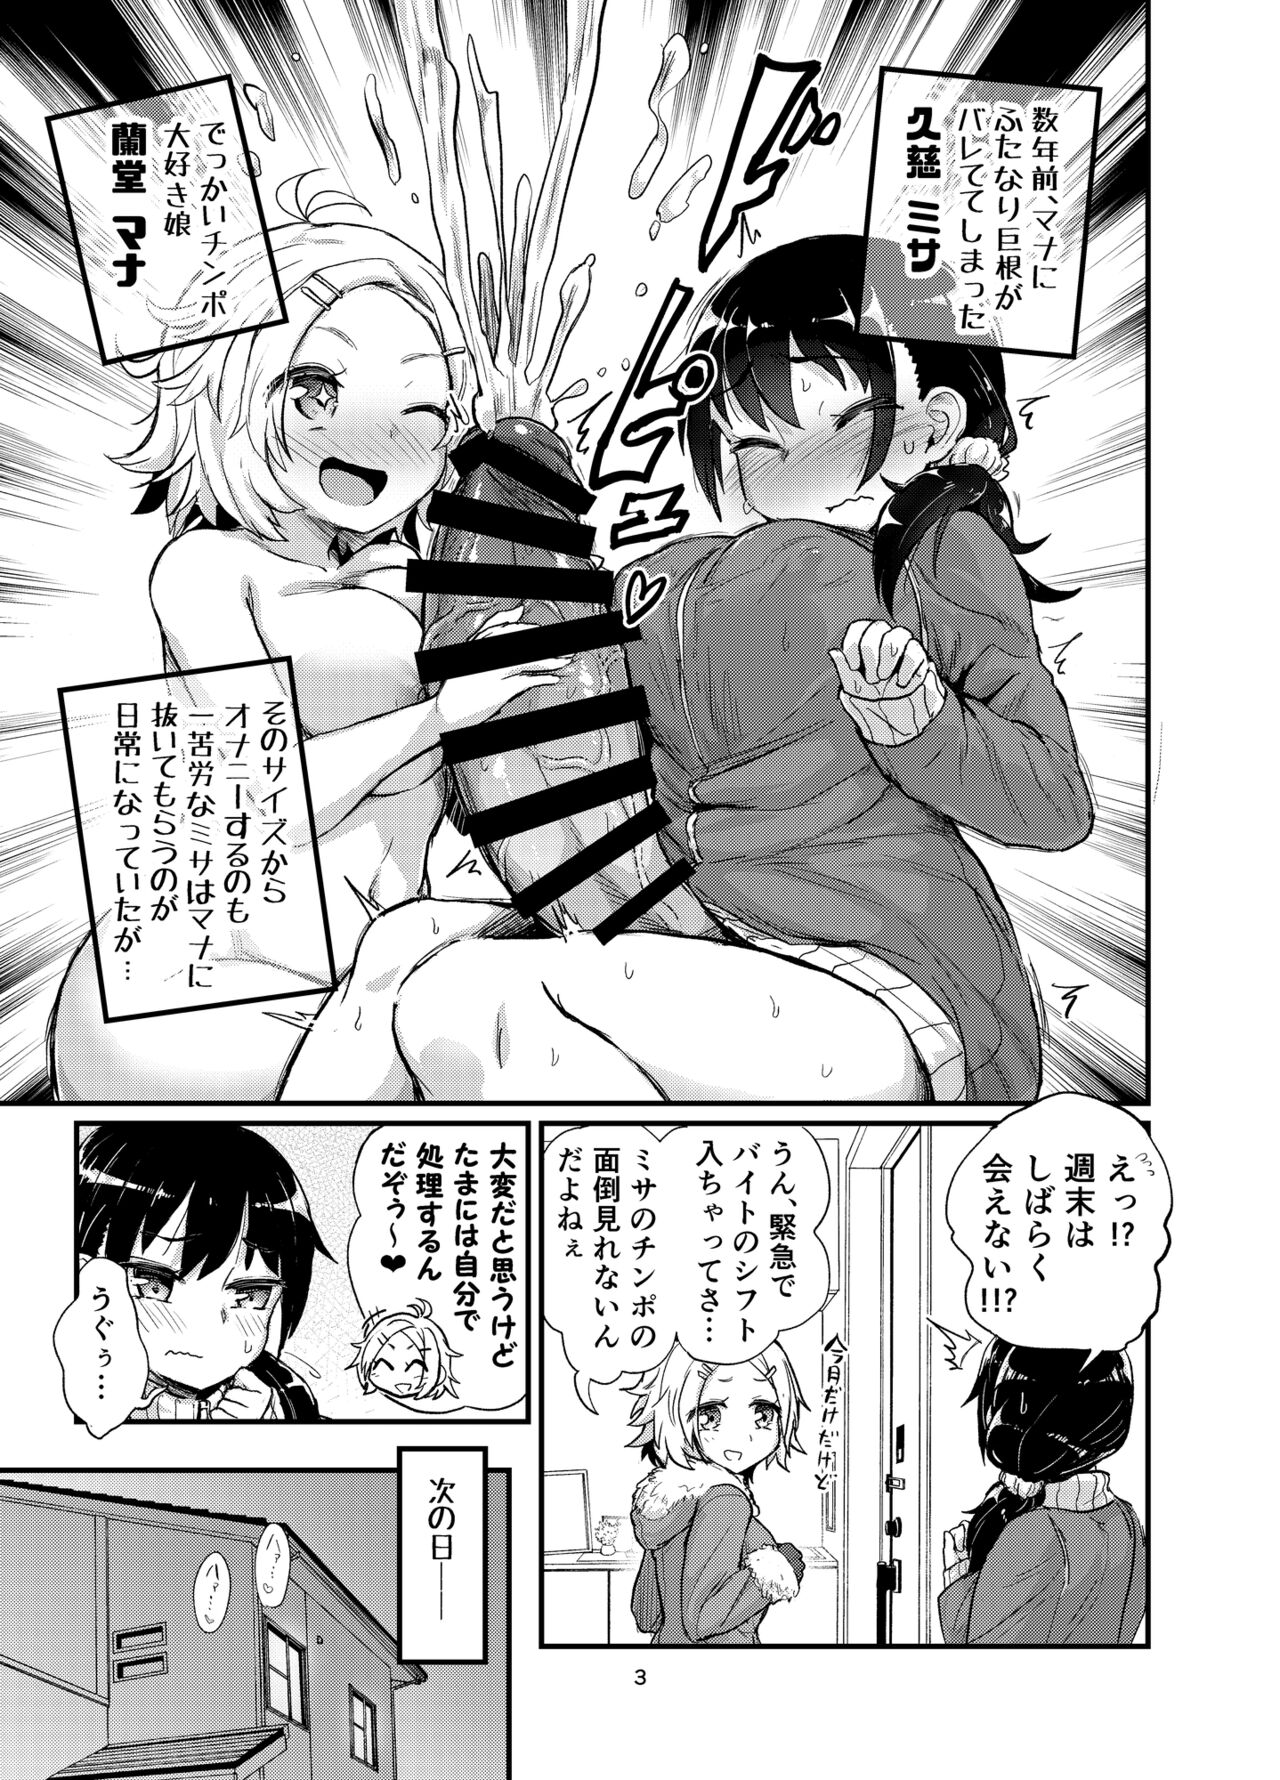 数年前、マナに
ふたなり巨根が
バレててしまった
久慈 ミサ
でっかいチンポ
大好き娘
蘭堂 マナ
そのサイズから
オナニーするのも
一苦労なミサはマナに
抜いてもらうのが
日常になっていたが…
えっ!?
週末は
しばらく
会えない!!?
うん、緊急で
バイトのシフト
入ちゃってさ…
ミサのチンポの
面倒見れないん
だよねぇ
今月だけだけど
大変だと思うけど
たまには自分で
処理するん
だぞぅ〜♥
うぐぅ…
次の日――
ハァ…♡
ハァ…♡
3